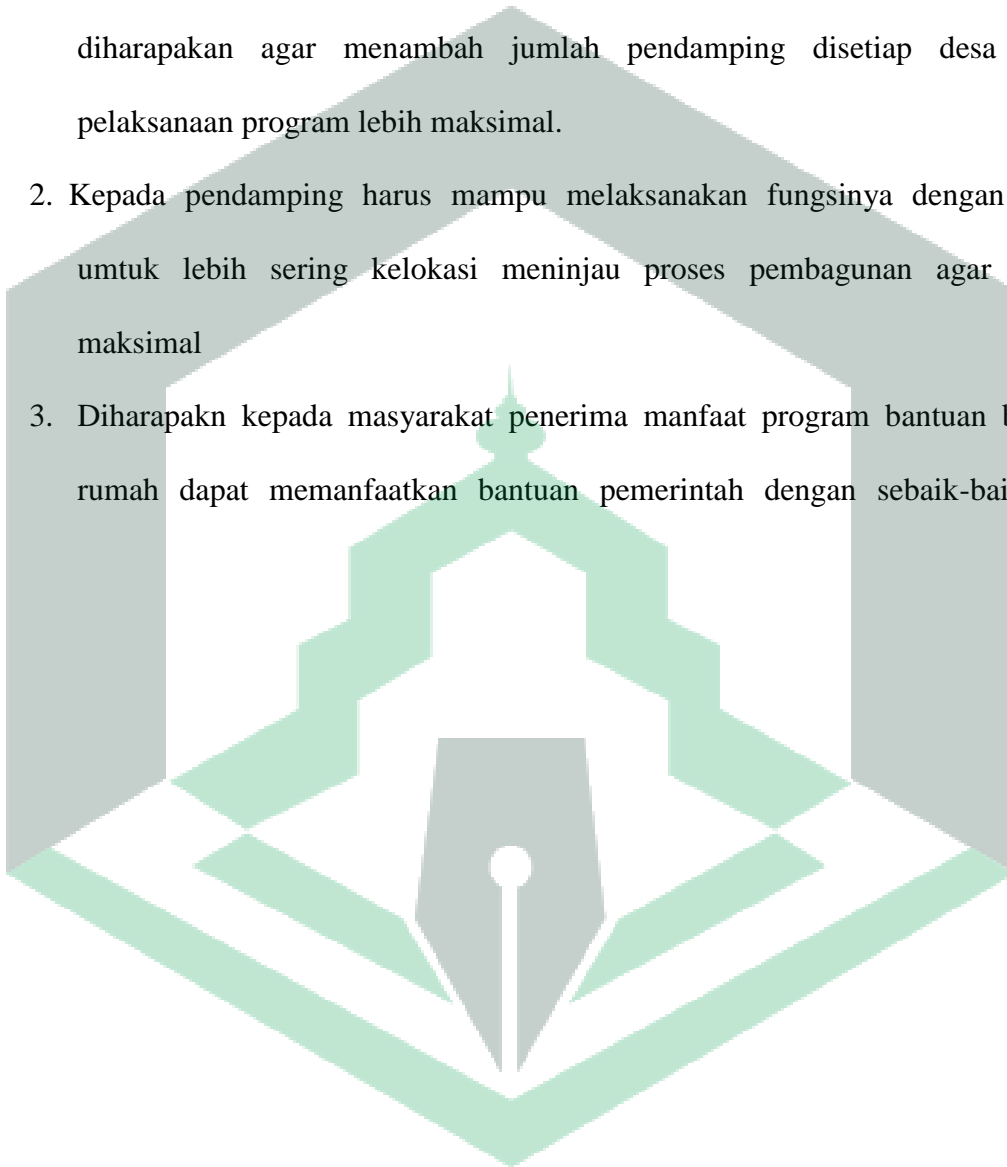 diharapakan agar menambah jumlah pendamping disetiap desa
pelaksanaan program lebih maksimal.
2. Kepada pendamping harus mampu melaksanakan fungsinya dengan
umtuk lebih sering kelokasi meninjau proses pembagunan agar
maksimal
3. Diharapakn kepada masyarakat penerima manfaat program bantuan
rumah dapat memanfaatkan bantuan pemerintah dengan sebaik-bai